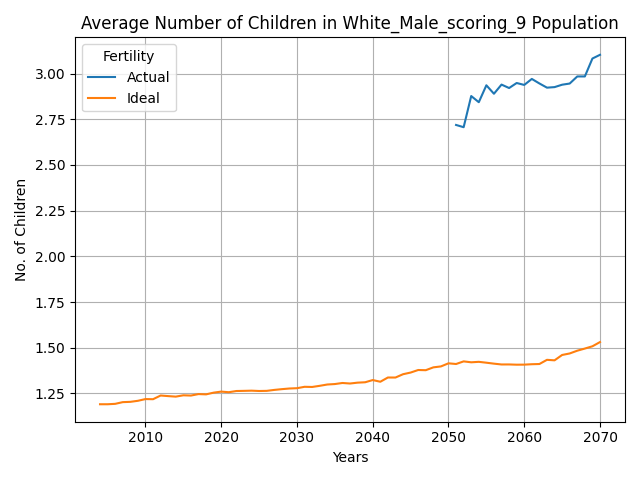 Average Number of Children in White_Male_scoring_9 Population
Fertility
Actual
Ideal
3.00
2.75
2.50
2.25
2.00
1.75
1.50
1.25
No. of Children
2010 2020 2030 2040 2050 2060 2070
Years